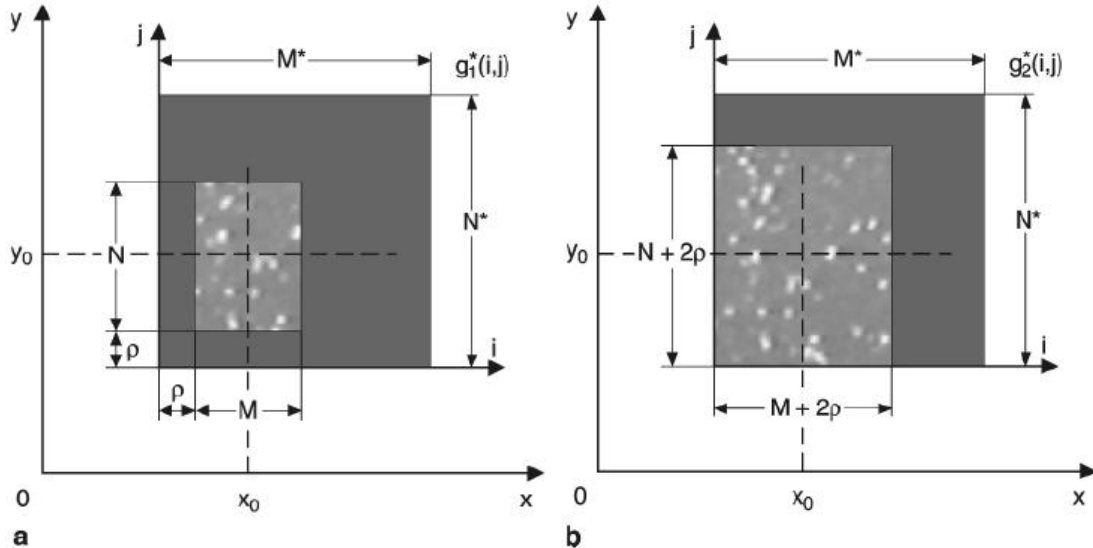 y
j
M*
g₁*(i,j)
N
N*
y₀
ρ
i
ρ
M
0
x₀
x
a
y
j
M*
g₂*(i,j)
N + 2ρ
N*
y₀
i
M + 2ρ
0
x₀
x
b